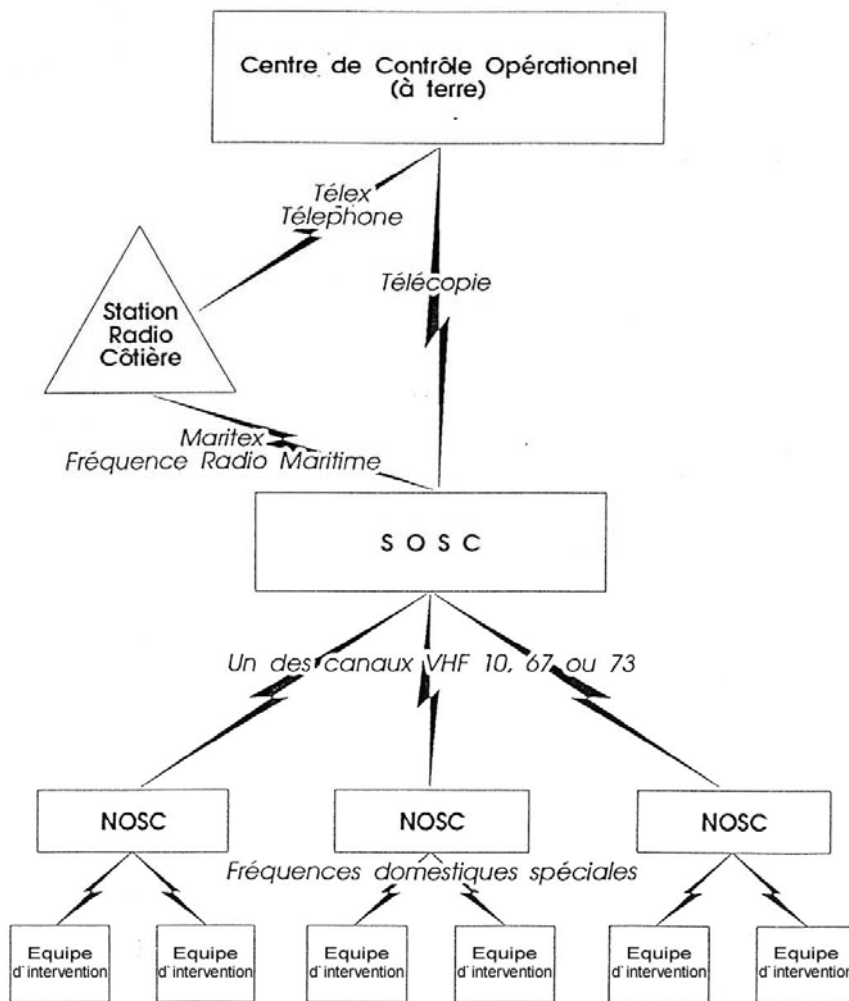 Centre de Contrôle Opérationnel
(à terre)
Télex
Télephone
Télécopie
Station
Radio
Côtière
Maritex
Fréquence Radio Maritime
S O S C
Un des canaux VHF 10, 67 ou 73
NOSC
NOSC
NOSC
Fréquences domestiques spéciales
Equipe
d'intervention
Equipe
d'intervention
Equipe
d'intervention
Equipe
d'intervention
Equipe
d'intervention
Equipe
d'intervention